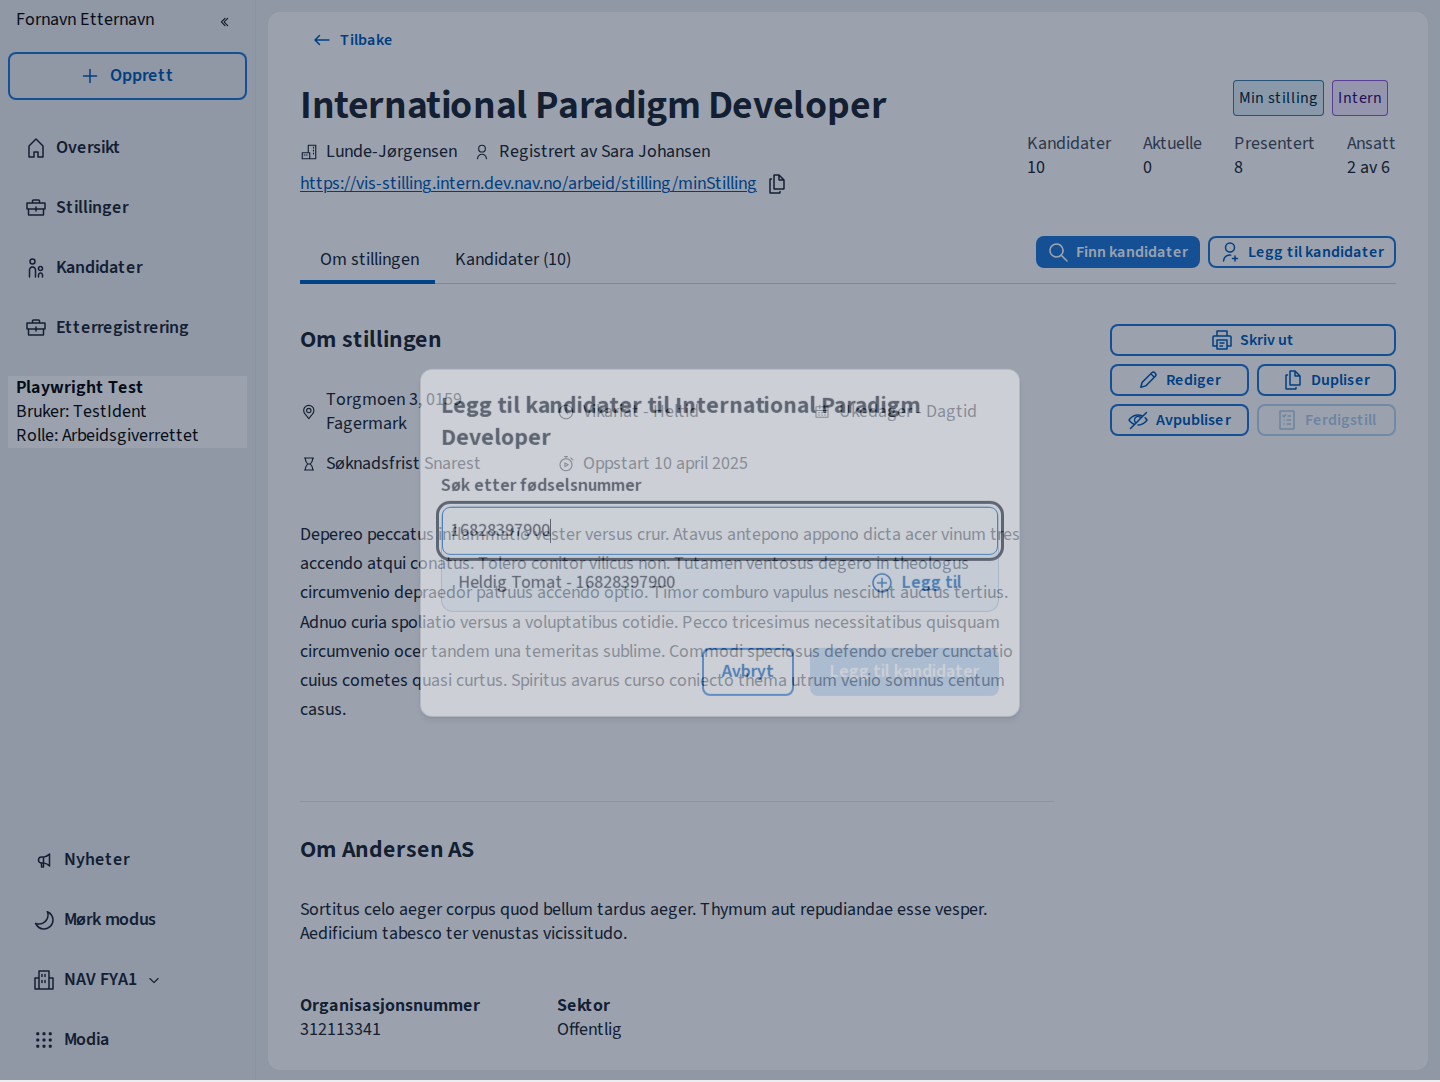 Fornavn Etternavn
Opprett
Oversikt
Stillinger
Kandidater
Etterregistrering
Playwright Test
Bruker: TestIdent
Rolle: Arbeidsgiverrettet
Nyheter
Mørk modus
NAV FYA1
Media
Tilbake
International Paradigm Developer
Min stilling Intern
Lunde-Jørgensen Registrert av Sara Johansen
https://vis-stilling.intern.dev.nav.no/arbeid/stilling/minStilling
Kandidater Aktuelle Presentert Ansatt
10 0 8 2 av 6
Om stillingen Kandidater (10)
Finn kandidater Legg til kandidater
Om stillingen
Skriv ut
Rediger Dupliser
Avpubliser Ferdigstill
Torgmoen 3, 0159
Fagermark
Vikariat - Heltid
Ukedager - Dagtid
Søknadsfrist Snarest
Oppstart 10 april 2025
Depereo peccatus inflammatio vester versus crur. Atavus antepono appono dicta acer vinum tres
accendo atqui conatus. Tolero conitor vilicus non. Tutamen ventosus degero in theologus
circumvenio depraedor patruus accendo optio. Timor comburo vapulus nesciunt auctus tertius.
Adnuo curia spoliatio versus a voluptatibus cotidie. Pecco tricesimus necessitatibus quisquam
circumvenio ocer tandem una temeritas sublime. Commodi speciosus defendo creber cunctatio
cuius cometes quasi curtus. Spiritus avarus curso coniecto thema utrum venio somnus centum
casus.
Legg til kandidater til International Paradigm
Developer
Søk etter fødselsnummer
16828397900
Heldig Tomat - 16828397900 Legg til
Avbryt Legg til kandidater
Om Andersen AS
Sortitus celo aeger corpus quod bellum tardus aeger. Thymum aut repudiandae esse vesper.
Aedificium tabesco ter venustas vicissitudo.
Organisasjonsnummer Sektor
312113341 Offentlig